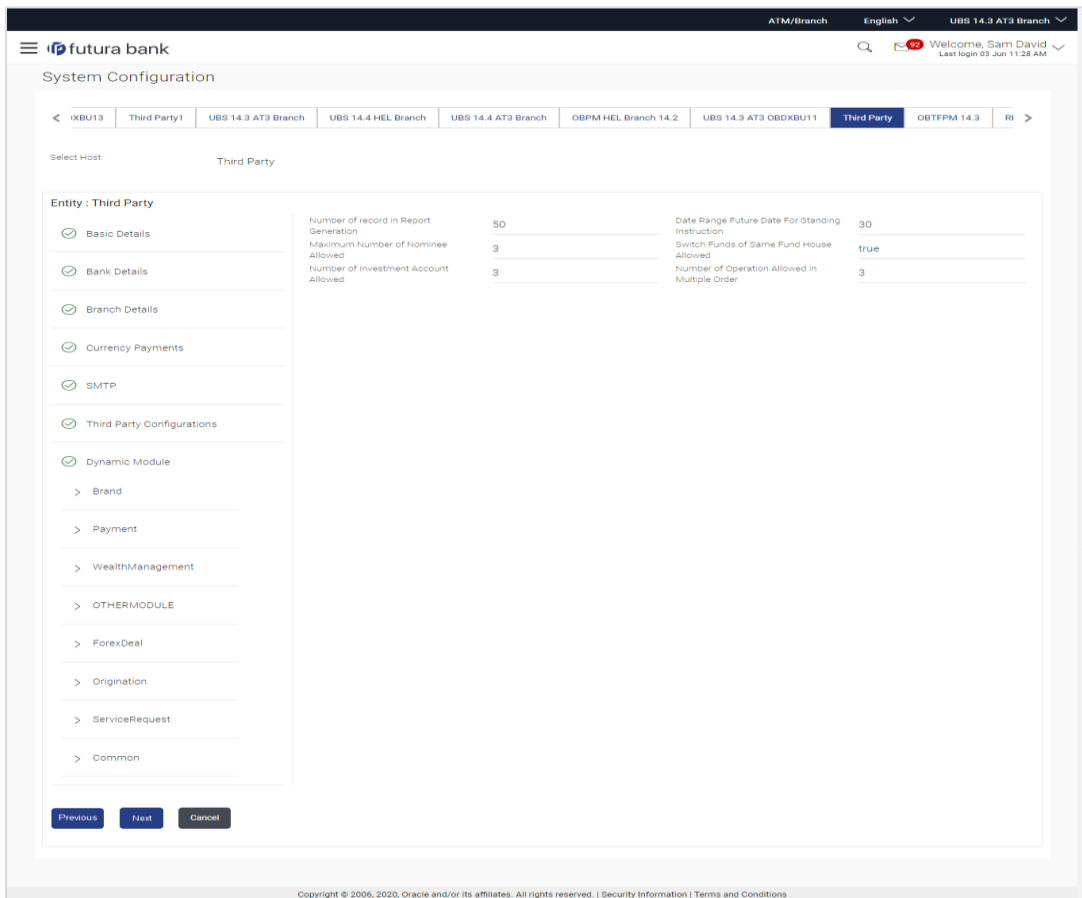 ATM/Branch English UBS 14.3 AT3 Branch
futura bank 92 Welcome, Sam David
Last login 03 Jun 11:28 AM
System Configuration
XBU13 Third Party1 UBS 14.3 AT3 Branch UBS 14.4 HEL Branch UBS 14.4 AT3 Branch OBPM HEL Branch 14.2 UBS 14.3 AT3 OBDXBU11 Third Party OBTFPM 14.3
Select Host Third Party
Entity : Third Party
Number of record in Report Generation 50 Date Range Future Date For Standing Instruction 30
Maximum Number of Nominee Allowed 3 Switch Funds of Same Fund House Allowed true
Number of Investment Account Allowed 3 Number of Operation Allowed in Multiple Order 3
Basic Details
Bank Details
Branch Details
Currency Payments
SMTP
Third Party Configurations
Dynamic Module
Brand
Payment
WealthManagement
OTHERMODULE
ForexDeal
Origination
ServiceRequest
Common
Previous Next Cancel
Copyright © 2006, 2020, Oracle and/or its affiliates. All rights reserved. | Security Information | Terms and Conditions